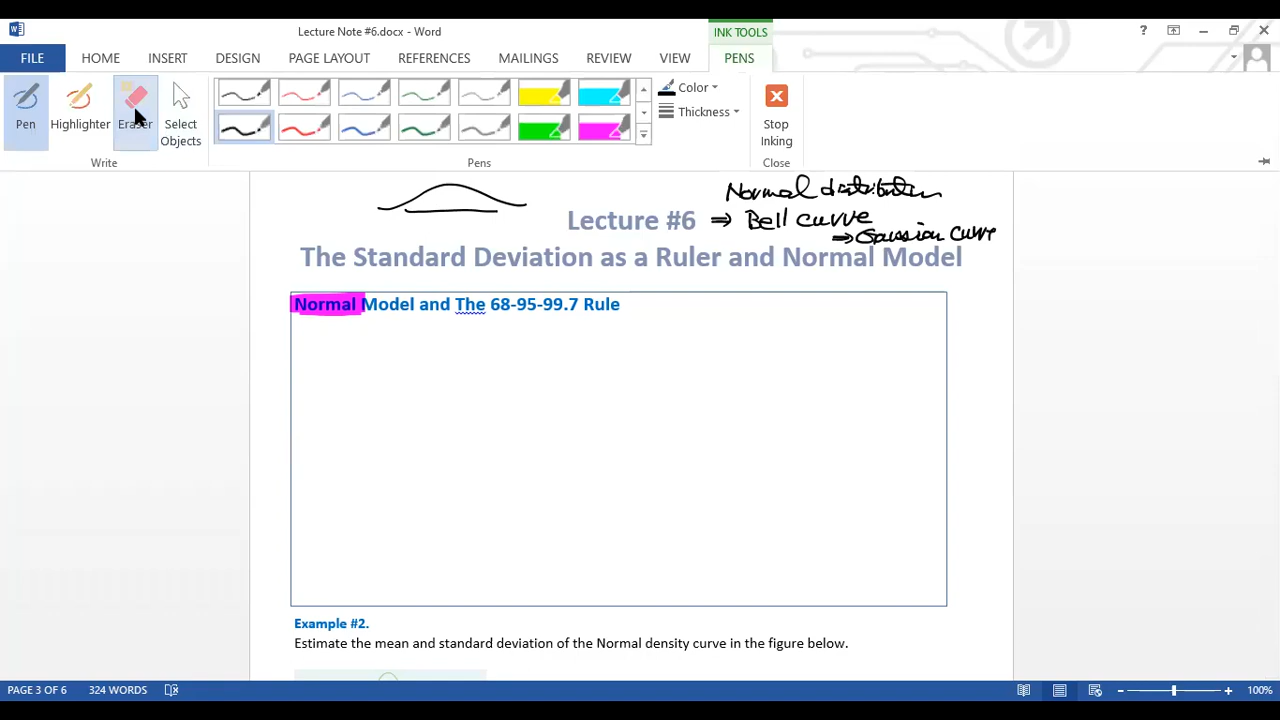 Lecture Note #6.docx - Word
INK TOOLS
FILE HOME INSERT DESIGN PAGE LAYOUT REFERENCES MAILINGS REVIEW VIEW PENS
Pen Highlighter Eraser Select Objects
Color
Thickness
Stop Inking
Write Pens Close
Normal distribution
Lecture #6 ⇒ Bell curve
⇒ Gaussian curve
The Standard Deviation as a Ruler and Normal Model
Normal Model and The 68-95-99.7 Rule
Example #2.
Estimate the mean and standard deviation of the Normal density curve in the figure below.
PAGE 3 OF 6 324 WORDS 100%